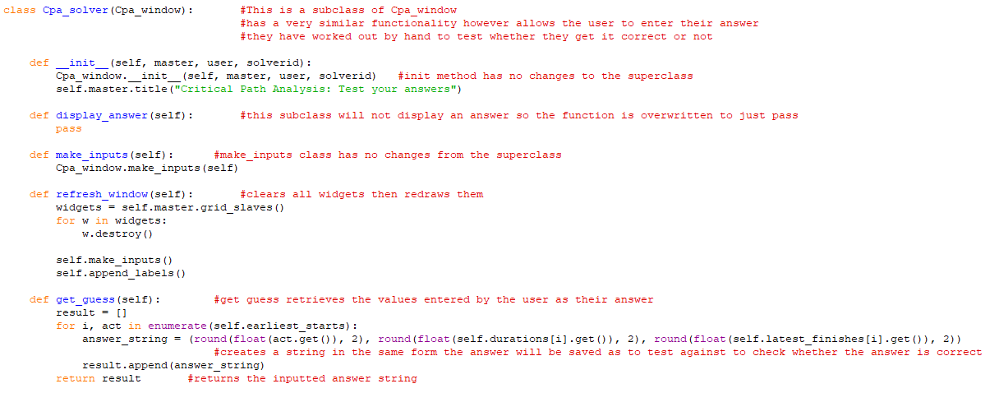 class Cpa_solver(Cpa_window):       #This is a subclass of Cpa_window
                                    #has a very similar functionality however allows the user to enter their answer
                                    #they have worked out by hand to test whether they get it correct or not

    def __init__(self, master, user, solverid):
        Cpa_window.__init__(self, master, user, solverid)   #init method has no changes to the superclass
        self.master.title("Critical Path Analysis: Test your answers")

    def display_answer(self):       #this subclass will not display an answer so the function is overwritten to just pass
        pass

    def make_inputs(self):      #make_inputs class has no changes from the superclass
        Cpa_window.make_inputs(self)

    def refresh_window(self):       #clears all widgets then redraws them
        widgets = self.master.grid_slaves()
        for w in widgets:
            w.destroy()

        self.make_inputs()
        self.append_labels()

    def get_guess(self):        #get guess retrieves the values entered by the user as their answer
        result = []
        for i, act in enumerate(self.earliest_starts):
            answer_string = (round(float(act.get()), 2), round(float(self.durations[i].get()), 2), round(float(self.latest_finishes[i].get()), 2))
                                #creates a string in the same form the answer will be saved as to test against to check whether the answer is correct
            result.append(answer_string)
        return result       #returns the inputted answer string